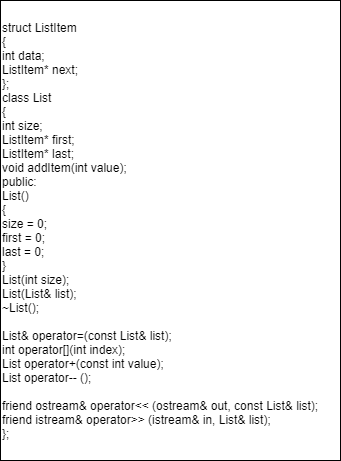 struct ListItem
{
int data;
ListItem* next;
};
class List
{
int size;
ListItem* first;
ListItem* last;
void addItem(int value);
public:
List()
{
size = 0;
first = 0;
last = 0;
}
List(int size);
List(List& list);
~List();

List& operator=(const List& list);
int operator[](int index);
List operator+(const int value);
List operator-- ();

friend ostream& operator<< (ostream& out, const List& list);
friend istream& operator>> (istream& in, List& list);
};